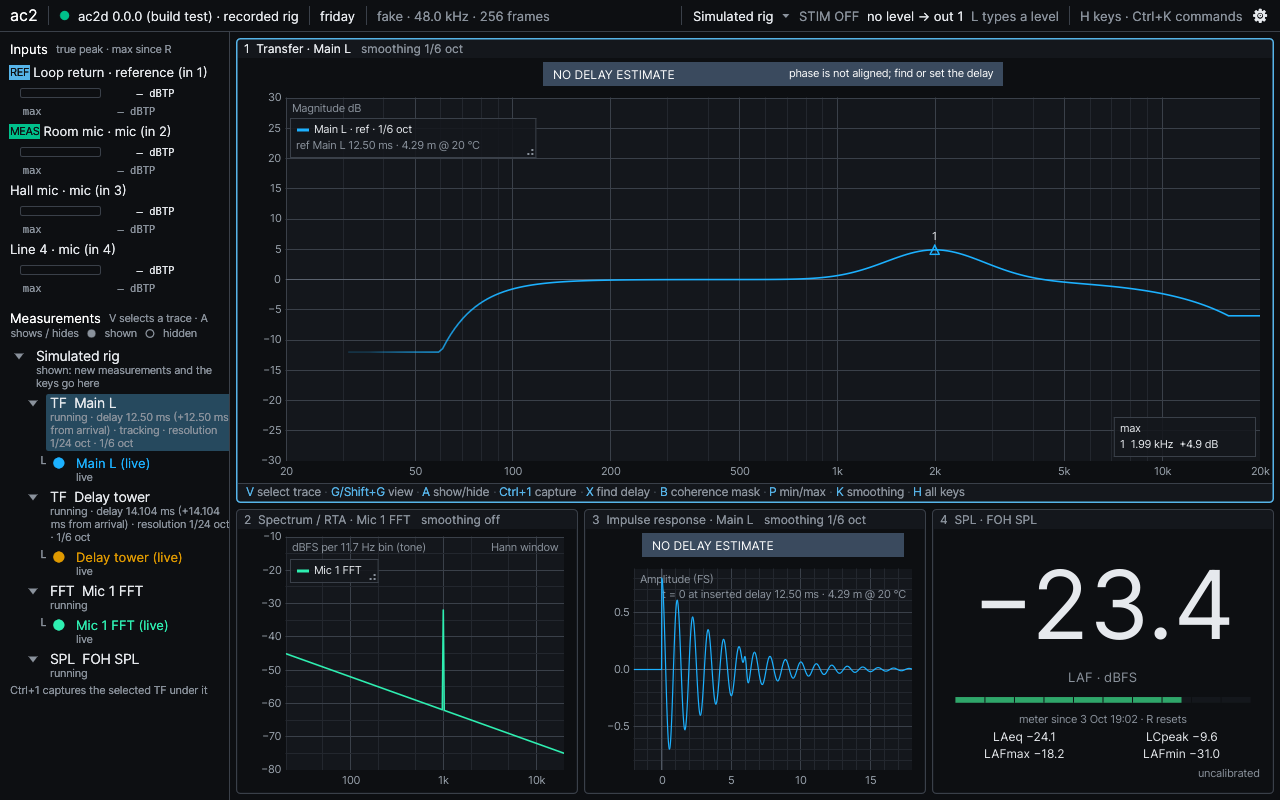 ac2 ac2d 0.0.0 (build test) · recorded rig friday fake · 48.0 kHz · 256 frames Simulated rig STIM OFF no level → out 1 L types a level H keys · Ctrl+K commands
Inputs true peak · max since R
REF Loop return · reference (in 1)
– dBTP
max – dBTP
MEAS Room mic · mic (in 2)
– dBTP
max – dBTP
Hall mic · mic (in 3)
– dBTP
max – dBTP
Line 4 · mic (in 4)
– dBTP
max – dBTP
Measurements V selects a trace · A
shows / hides shown hidden
Simulated rig
shown: new measurements and the
keys go here
TF Main L
running · delay 12.50 ms (+12.50 ms
from arrival) · tracking · resolution
1/24 oct · 1/6 oct
Main L (live)
live
TF Delay tower
running · delay 14.104 ms (+14.104
ms from arrival) · resolution 1/24 oct
· 1/6 oct
Delay tower (live)
live
FFT Mic 1 FFT
running
Mic 1 FFT (live)
live
SPL FOH SPL
running
Ctrl+1 captures the selected TF under it
1 Transfer · Main L smoothing 1/6 oct
NO DELAY ESTIMATE phase is not aligned; find or set the delay
Magnitude dB
Main L · ref · 1/6 oct
ref Main L 12.50 ms · 4.29 m @ 20 °C
30
25
20
15
10
5
0
−5
−10
−15
−20
−25
−30
1
max
1 1.99 kHz +4.9 dB
20 50 100 200 500 1k 2k 5k 10k 20k
V select trace · G/Shift+G view · A show/hide · Ctrl+1 capture · X find delay · B coherence mask · P min/max · K smoothing · H all keys
2 Spectrum / RTA · Mic 1 FFT smoothing off
dBFS per 11.7 Hz bin (tone) Hann window
Mic 1 FFT
−10
−20
−30
−40
−50
−60
−70
−80
100 1k 10k
3 Impulse response · Main L smoothing 1/6 oct
NO DELAY ESTIMATE
Amplitude (FS)
t = 0 at inserted delay 12.50 ms · 4.29 m @ 20 °C
0.5
0.0
−0.5
0 5 10 15
4 SPL · FOH SPL
−23.4
LAF · dBFS
meter since 3 Oct 19:02 · R resets
LAeq −24.1 LCpeak −9.6
LAFmax −18.2 LAFmin −31.0
uncalibrated